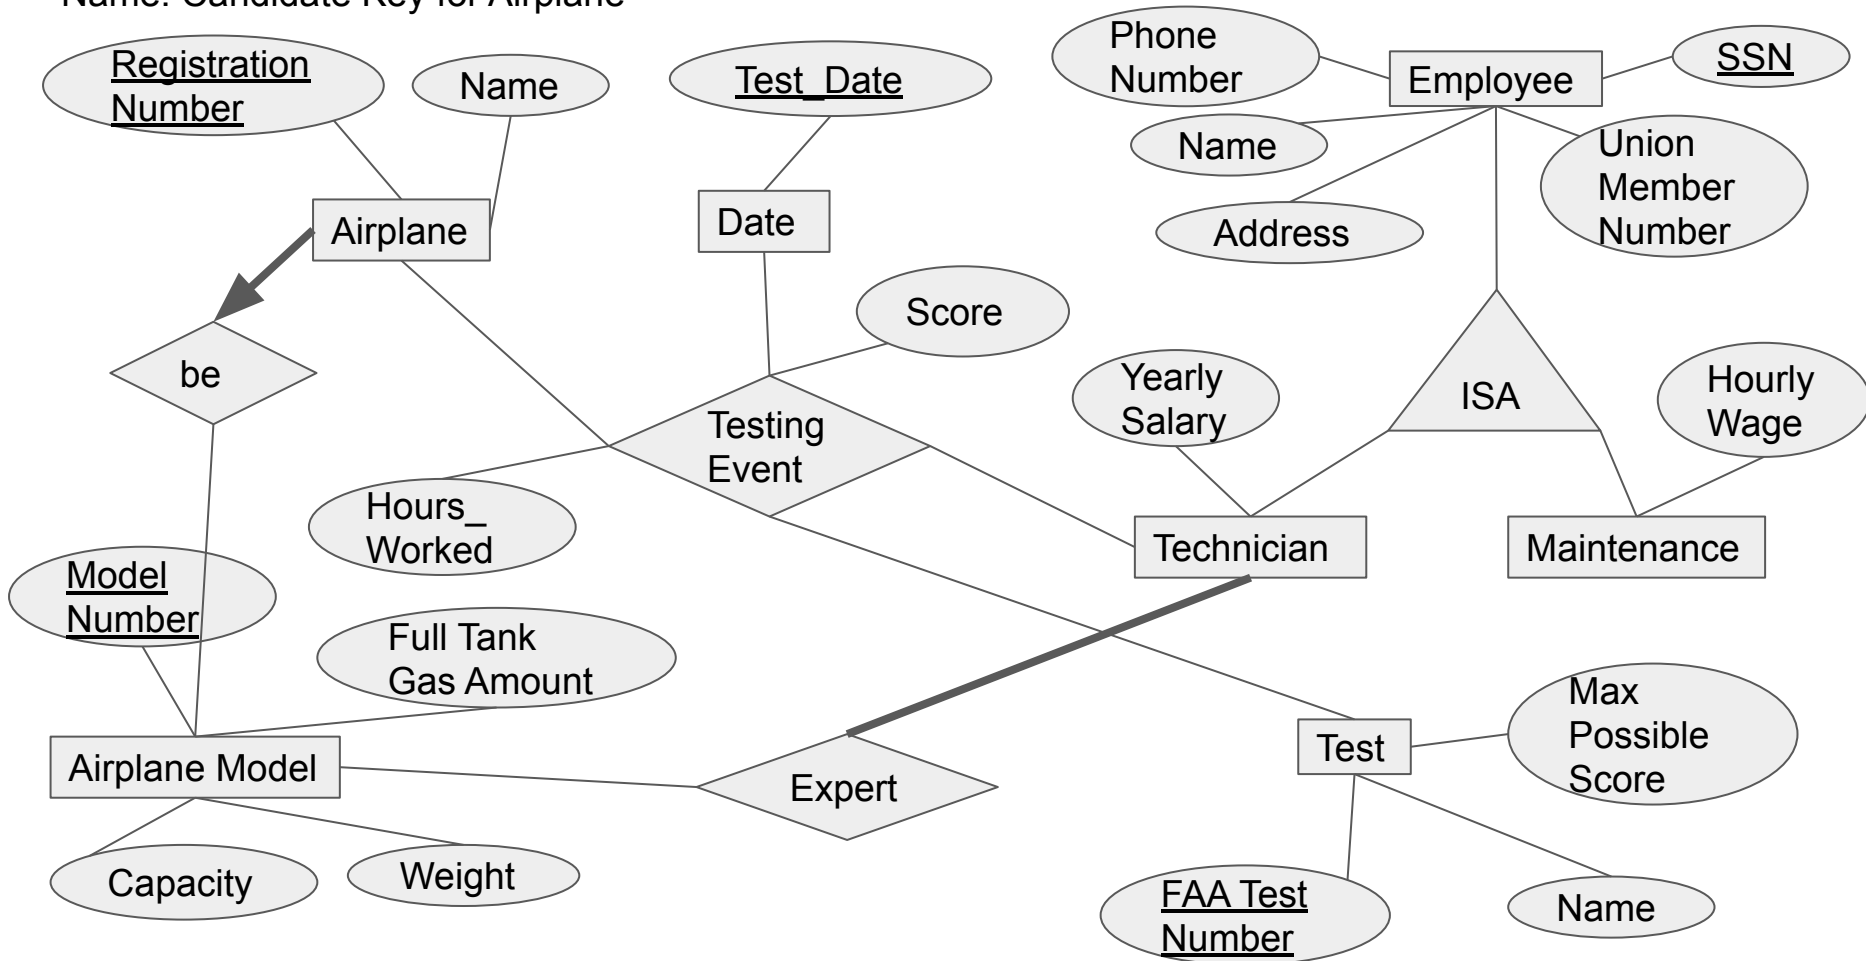 Name: Candidate Key for Airplane
Registration
Number
Name
Test_Date
Phone
Number
Employee
SSN
Name
Union
Member
Number
Address
Airplane
Date
Score
be
Yearly
Salary
ISA
Hourly
Wage
Testing
Event
Hours_
Worked
Technician
Maintenance
Model
Number
Full Tank
Gas Amount
Max
Possible
Score
Airplane Model
Expert
Test
Capacity
Weight
FAA Test
Number
Name